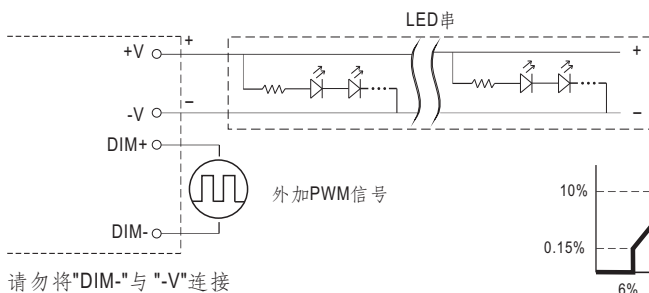 LED串
+V
+
+
-V
−
−
DIM+
外加PWM信号
DIM-
请勿将"DIM-"与 "-V"连接
10%
0.15%
6%